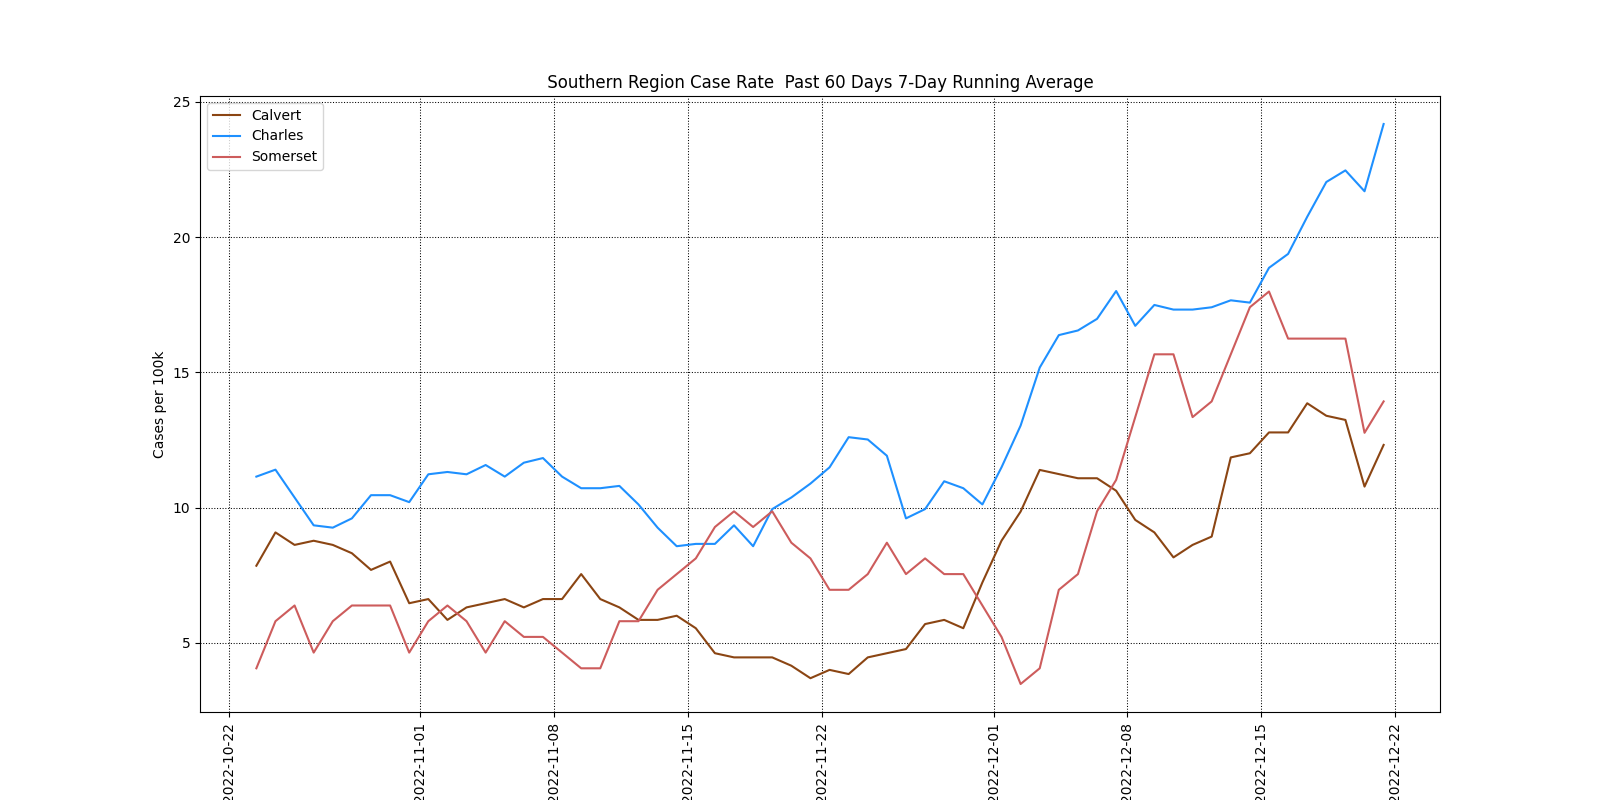 Southern Region Case Rate  Past 60 Days 7-Day Running Average
25
Calvert
Charles
Somerset
20
15
Cases per 100k
10
5
2022-10-22
2022-11-01
2022-11-08
2022-11-15
2022-11-22
2022-12-01
2022-12-08
2022-12-15
2022-12-22